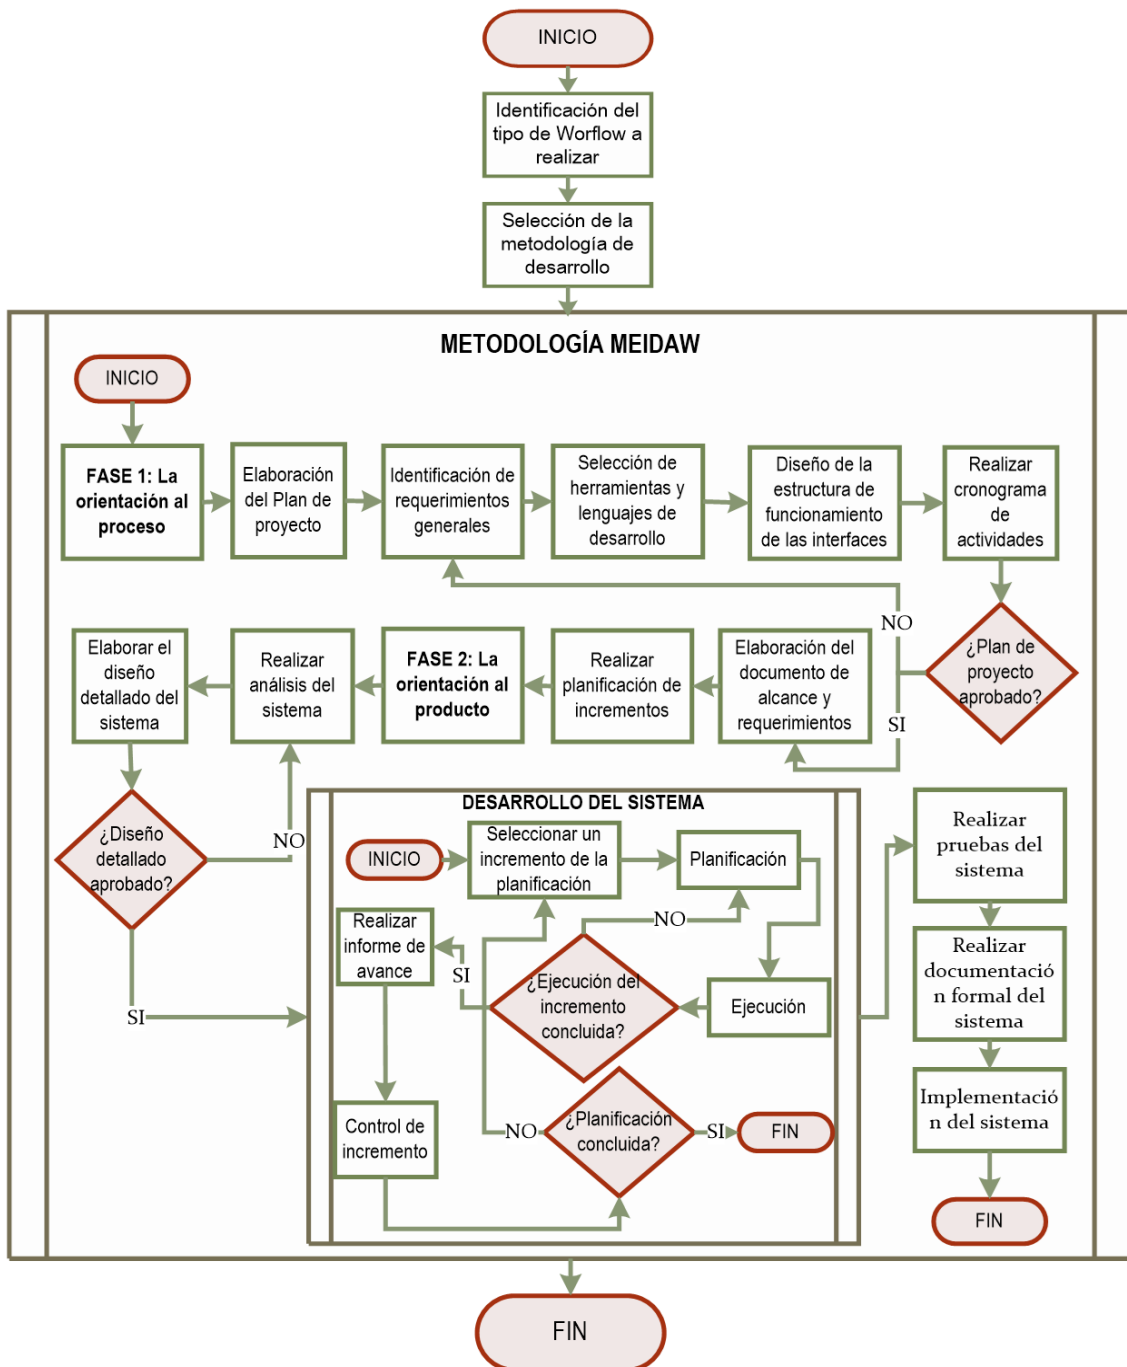 INICIO
Identificación del
tipo de Worflow a
realizar
Selección de la
metodología de
desarrollo
METODOLOGÍA MEIDAW
INICIO
FASE 1: La
orientación al
proceso
Elaboración
del Plan de
proyecto
Identificación de
requerimientos
generales
Selección de
herramientas y
lenguajes de
desarrollo
Diseño de la
estructura de
funcionamiento
de las interfaces
Realizar
cronograma
de
actividades
¿Plan de
proyecto
aprobado?
NO
SI
Elaboración del
documento de
alcance y
requerimientos
Realizar
planificación de
incrementos
FASE 2: La
orientación al
producto
Realizar
análisis del
sistema
Elaborar el
diseño
detallado del
sistema
¿Diseño
detallado
aprobado?
NO
SI
DESARROLLO DEL SISTEMA
INICIO
Seleccionar un
incremento de la
planificación
Planificación
Ejecución
¿Ejecución del
incremento
concluida?
NO
SI
Realizar
informe de
avance
Control de
incremento
¿Planificación
concluida?
NO
SI
FIN
Realizar
pruebas del
sistema
Realizar
documentació
n formal del
sistema
Implementació
n del sistema
FIN
FIN